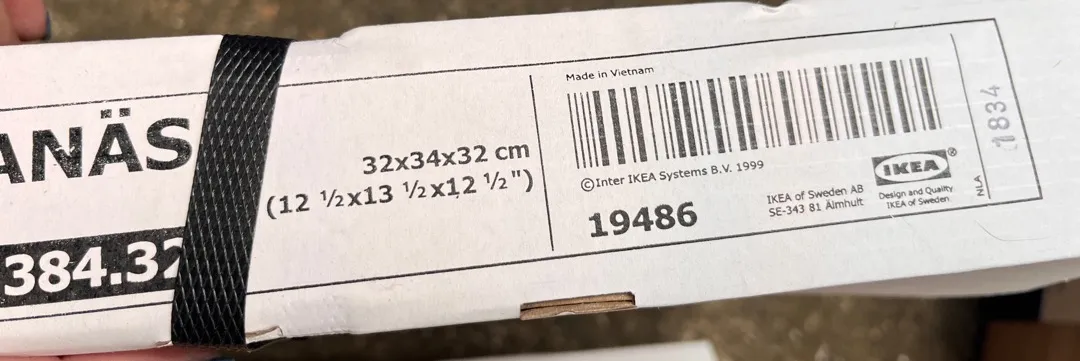 ANÄS
384.32
32x34x32 cm
(12 ½x13 ½x12 ½")
Made in Vietnam
©Inter IKEA Systems B.V. 1999
19486
IKEA of Sweden AB
SE-343 81 Älmhult
IKEA®
Design and Quality
IKEA of Sweden
NLA
1834